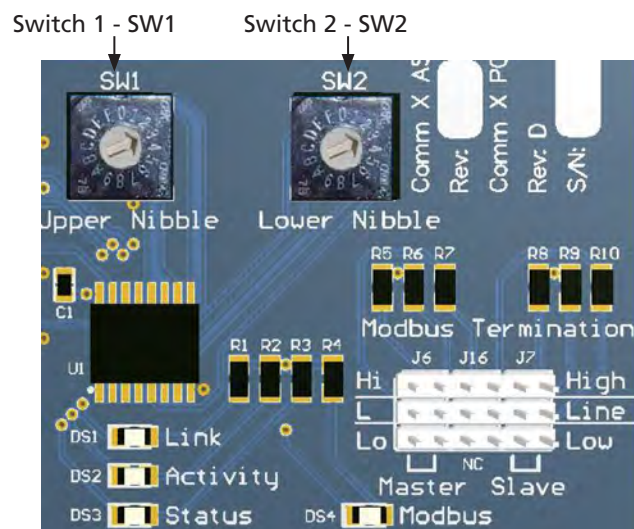 Switch 1 - SW1
Switch 2 - SW2
SW1
SW2
Comm X AS
Rev:
Comm X PC
Rev: D
S/N:
Upper Nibble
Lower Nibble
R5 R6 R7
R8 R9 R10
C1
Modbus Termination
U1
R1 R2 R3 R4
J6 J16 J7
Hi High
L Line
Lo Low
NC
Master Slave
DS1 Link
DS2 Activity
DS3 Status
DS4 Modbus